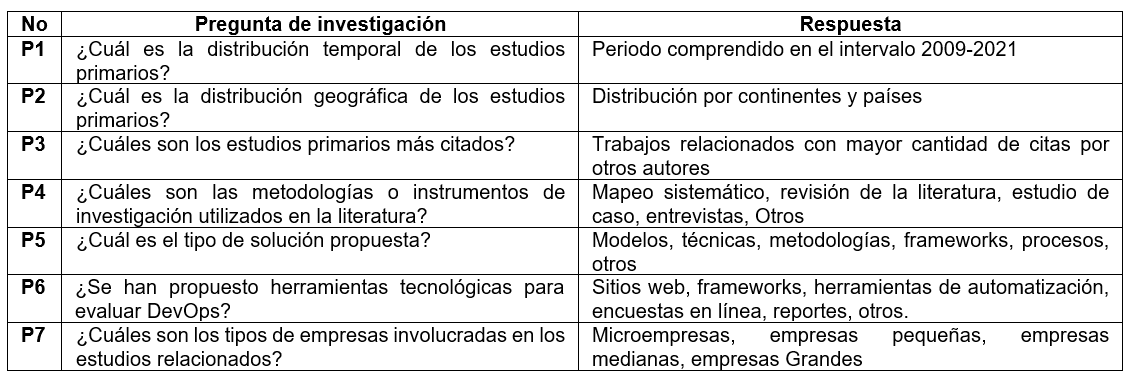 No Pregunta de investigación Respuesta
P1 ¿Cuál es la distribución temporal de los estudios primarios? Periodo comprendido en el intervalo 2009-2021
P2 ¿Cuál es la distribución geográfica de los estudios primarios? Distribución por continentes y países
P3 ¿Cuáles son los estudios primarios más citados? Trabajos relacionados con mayor cantidad de citas por otros autores
P4 ¿Cuáles son las metodologías o instrumentos de investigación utilizados en la literatura? Mapeo sistemático, revisión de la literatura, estudio de caso, entrevistas, Otros
P5 ¿Cuál es el tipo de solución propuesta? Modelos, técnicas, metodologías, frameworks, procesos, otros
P6 ¿Se han propuesto herramientas tecnológicas para evaluar DevOps? Sitios web, frameworks, herramientas de automatización, encuestas en línea, reportes, otros.
P7 ¿Cuáles son los tipos de empresas involucradas en los estudios relacionados? Microempresas, empresas pequeñas, empresas medianas, empresas Grandes